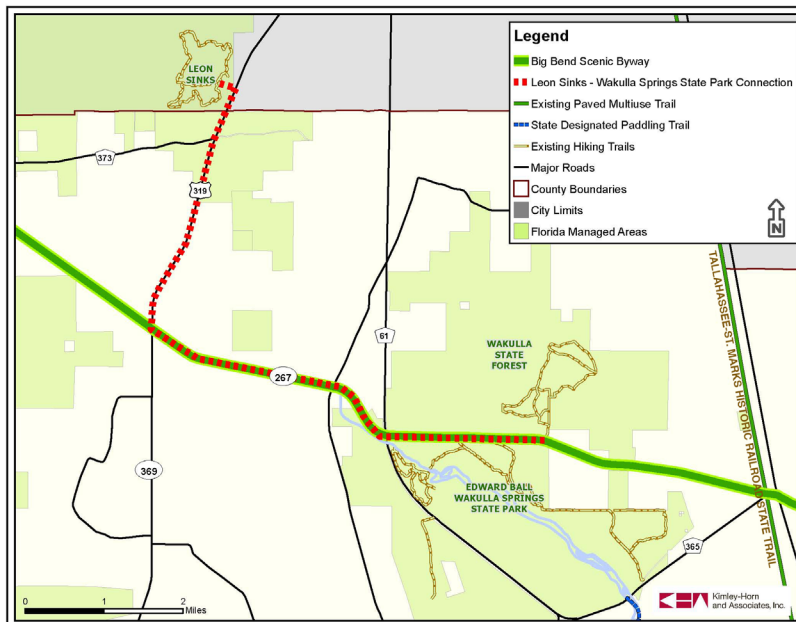 LEON
SINKS
Legend
Big Bend Scenic Byway
Leon Sinks - Wakulla Springs State Park Connection
Existing Paved Multiuse Trail
State Designated Paddling Trail
Existing Hiking Trails
Major Roads
County Boundaries
City Limits
Florida Managed Areas
N
373
319
61
267
WAKULLA
STATE
FOREST
TALLAHASSEE-ST. MARKS HISTORIC RAILROAD STATE TRAIL
369
EDWARD BALL
WAKULLA SPRINGS
STATE PARK
365
0 1 2
Miles
Kimley-Horn
and Associates, Inc.